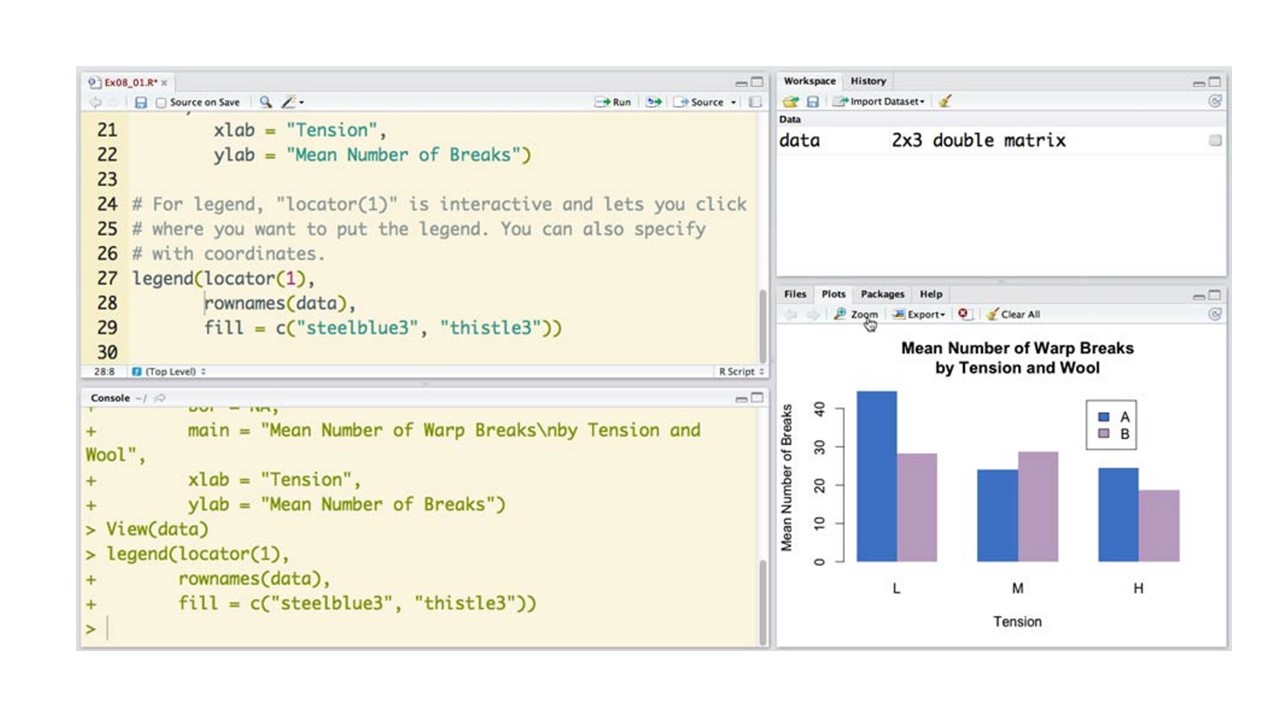 Ex08_01.R*
Source on Save
Run
Source
21 xlab = "Tension",
22 ylab = "Mean Number of Breaks")
23
24 # For legend, "locator(1)" is interactive and lets you click
25 # where you want to put the legend. You can also specify
26 # with coordinates.
27 legend(locator(1),
28 rownames(data),
29 fill = c("steelblue3", "thistle3"))
30
28:8 (Top Level) R Script
Console ~/
+ bor = NA,
+ main = "Mean Number of Warp Breaks\nby Tension and
Wool",
+ xlab = "Tension",
+ ylab = "Mean Number of Breaks")
> View(data)
> legend(locator(1),
+ rownames(data),
+ fill = c("steelblue3", "thistle3"))
>
Workspace History
Import Dataset
Data
data 2x3 double matrix
Files Plots Packages Help
Zoom Export Clear All
Mean Number of Warp Breaks
by Tension and Wool
Mean Number of Breaks
40
30
20
10
0
A
B
L M H
Tension